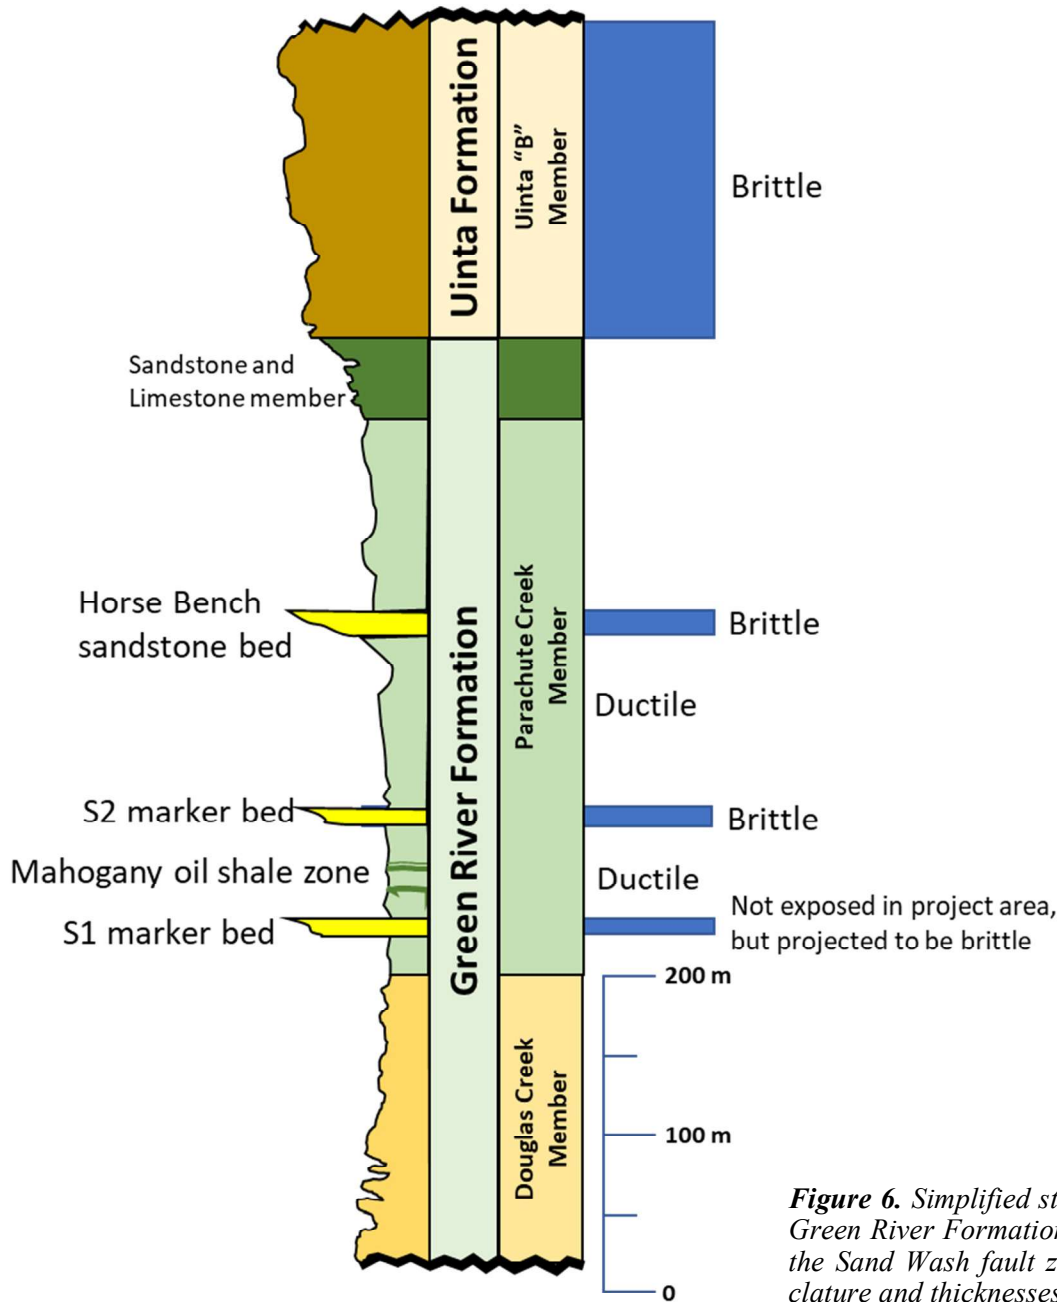 Uinta Formation
Uinta “B”
Member
Brittle
Sandstone and
Limestone member
Green River Formation
Parachute Creek
Member
Horse Bench
sandstone bed
Brittle
Ductile
S2 marker bed
Brittle
Mahogany oil shale zone
Ductile
S1 marker bed
Not exposed in project area,
but projected to be brittle
Douglas Creek
Member
200 m
100 m
0
Figure 6. Simplified st
Green River Formation
the Sand Wash fault z
clature and thicknesses